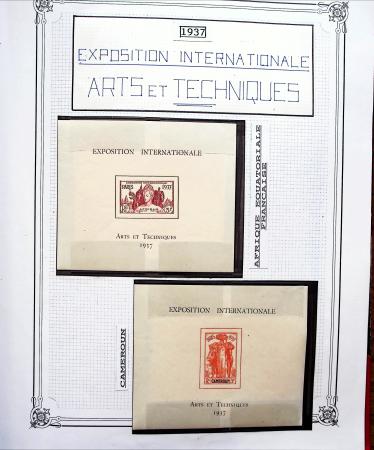 1937
EXPOSITION INTERNATIONALE
ARTS ET TECHNIQUES
EXPOSITION INTERNATIONALE
PARIS 1937
ARTS ET TECHNIQUES
1937
AFRIQUE EQUATORIALE
FRANCAISE
EXPOSITION INTERNATIONALE
CAMEROUN
ARTS ET TECHNIQUES
1937
CAMEROUN